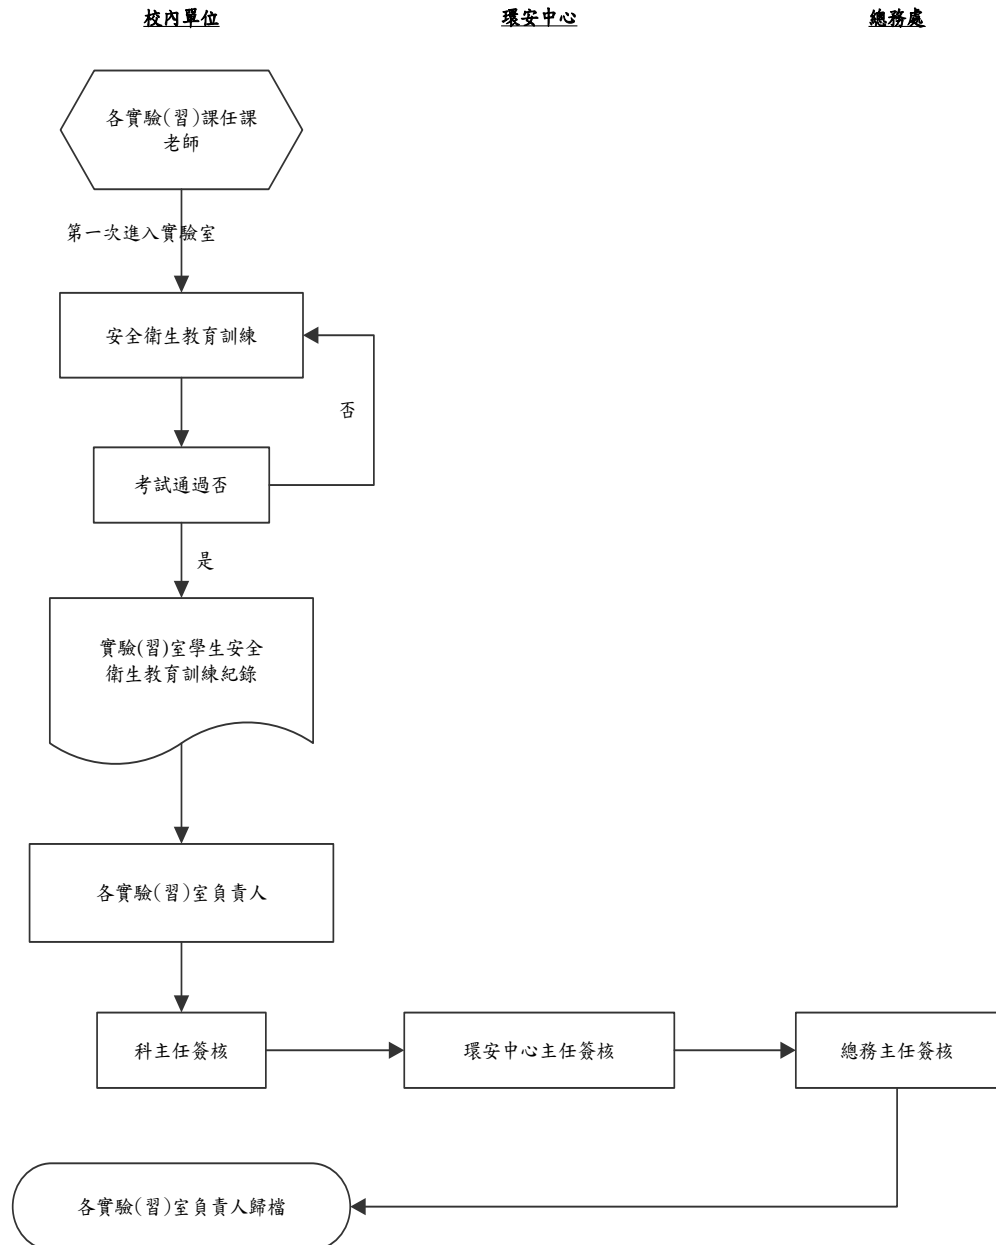 校內單位
環安中心
總務處
各實驗(習)課任課
老師
第一次進入實驗室
安全衛生教育訓練
否
考試通過否
是
實驗(習)室學生安全
衛生教育訓練紀錄
各實驗(習)室負責人
科主任簽核
環安中心主任簽核
總務主任簽核
各實驗(習)室負責人歸檔